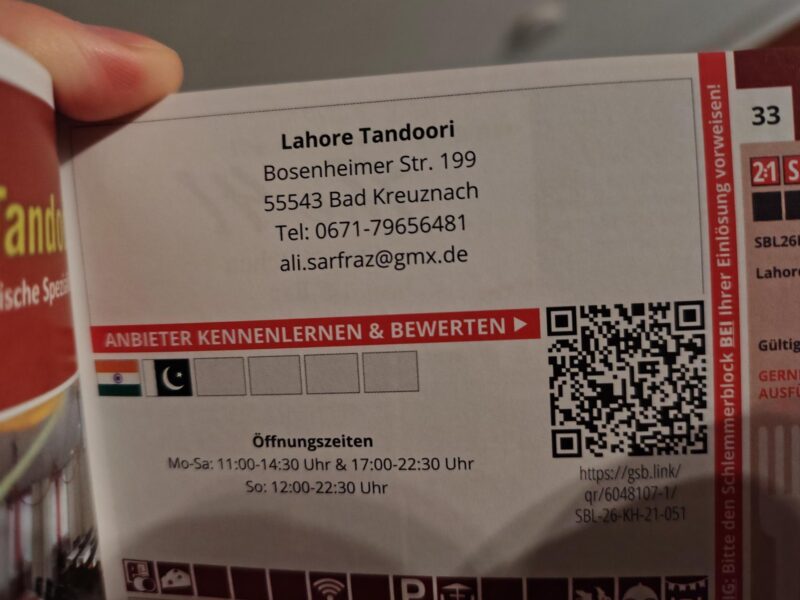 Lahore Tandoori
Bosenheimer Str. 199
55543 Bad Kreuznach
Tel: 0671-79656481
ali.sarfraz@gmx.de
ANBIETER KENNENLERNEN & BEWERTEN
Öffnungszeiten
Mo-Sa: 11:00-14:30 Uhr & 17:00-22:30 Uhr
So: 12:00-22:30 Uhr
https://gsb.link/
qr/6048107-1/
SBL-26-KH-21-051
Bitte den Schlemmerblock BEI Ihrer Einlösung vorweisen!
33
2:1
Gültig
P